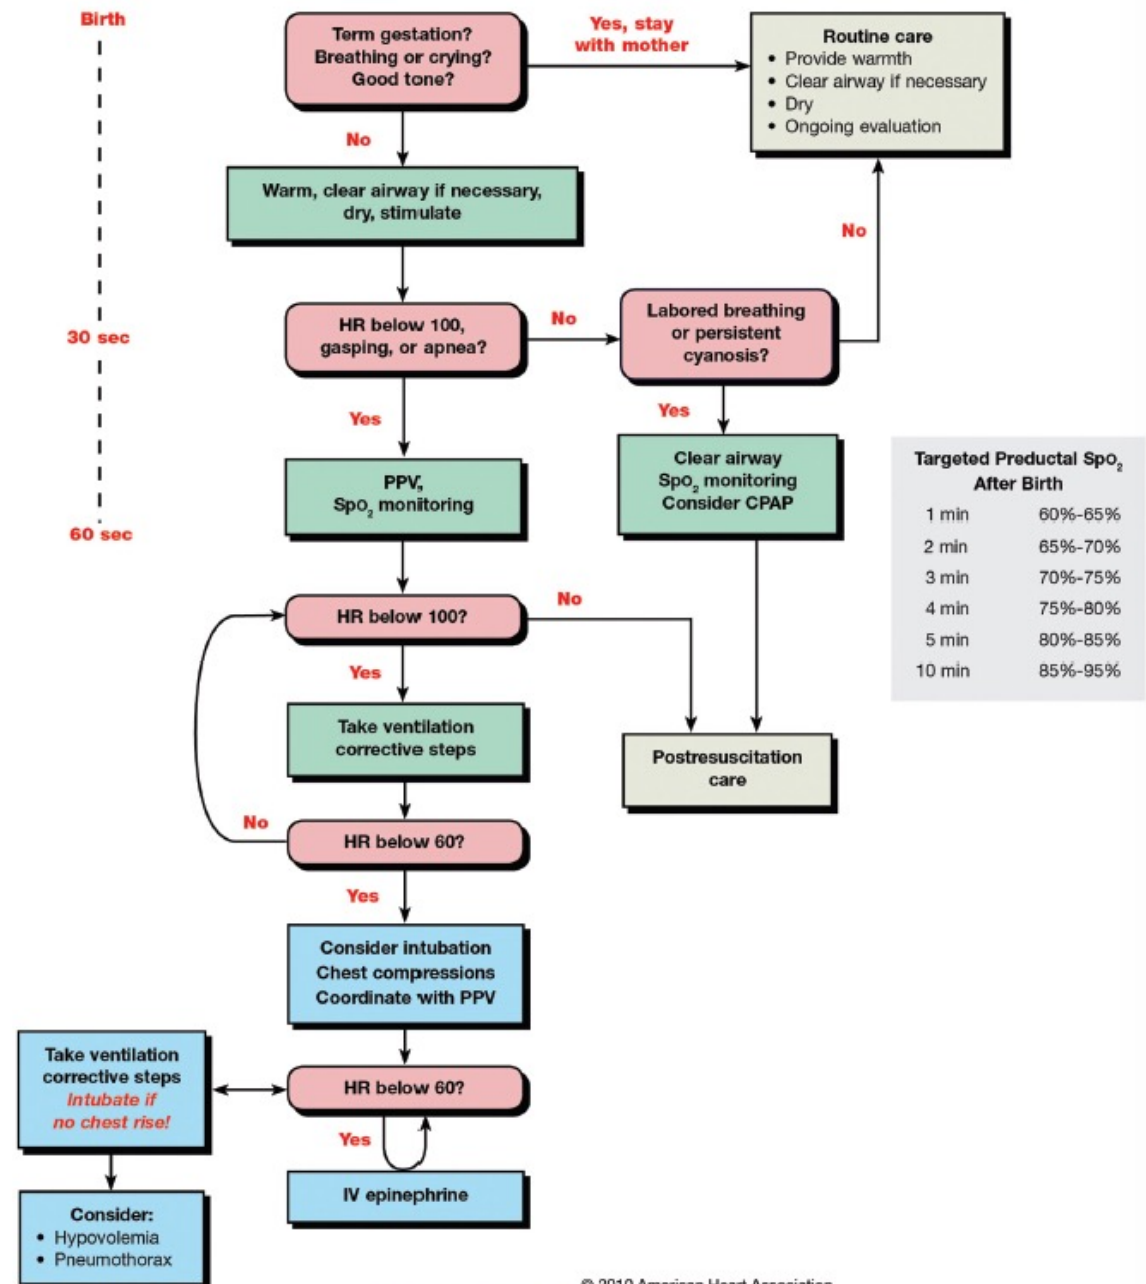 Birth
Term gestation?
Breathing or crying?
Good tone?
Yes, stay
with mother
Routine care
• Provide warmth
• Clear airway if necessary
• Dry
• Ongoing evaluation
No
Warm, clear airway if necessary,
dry, stimulate
No
30 sec
HR below 100,
gasping, or apnea?
No
Labored breathing
or persistent
cyanosis?
Yes
Yes
PPV,
SpO₂ monitoring
Clear airway
SpO₂ monitoring
Consider CPAP
60 sec
Targeted Preductal SpO₂
After Birth
1 min 60%-65%
2 min 65%-70%
3 min 70%-75%
4 min 75%-80%
5 min 80%-85%
10 min 85%-95%
HR below 100?
No
Yes
Take ventilation
corrective steps
Postresuscitation
care
No
HR below 60?
Yes
Consider intubation
Chest compressions
Coordinate with PPV
Take ventilation
corrective steps
Intubate if
no chest rise!
HR below 60?
Yes
IV epinephrine
Consider:
• Hypovolemia
• Pneumothorax
© 2010 American Heart Association